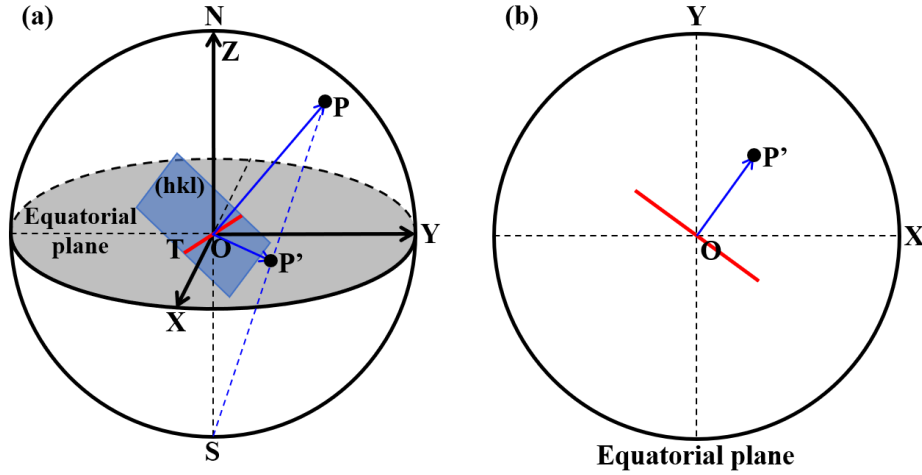 (a)
N
Z
P
(hkl)
Equatorial
plane
T
O
Y
P'
X
S
(b)
Y
P'
X
O
Equatorial plane